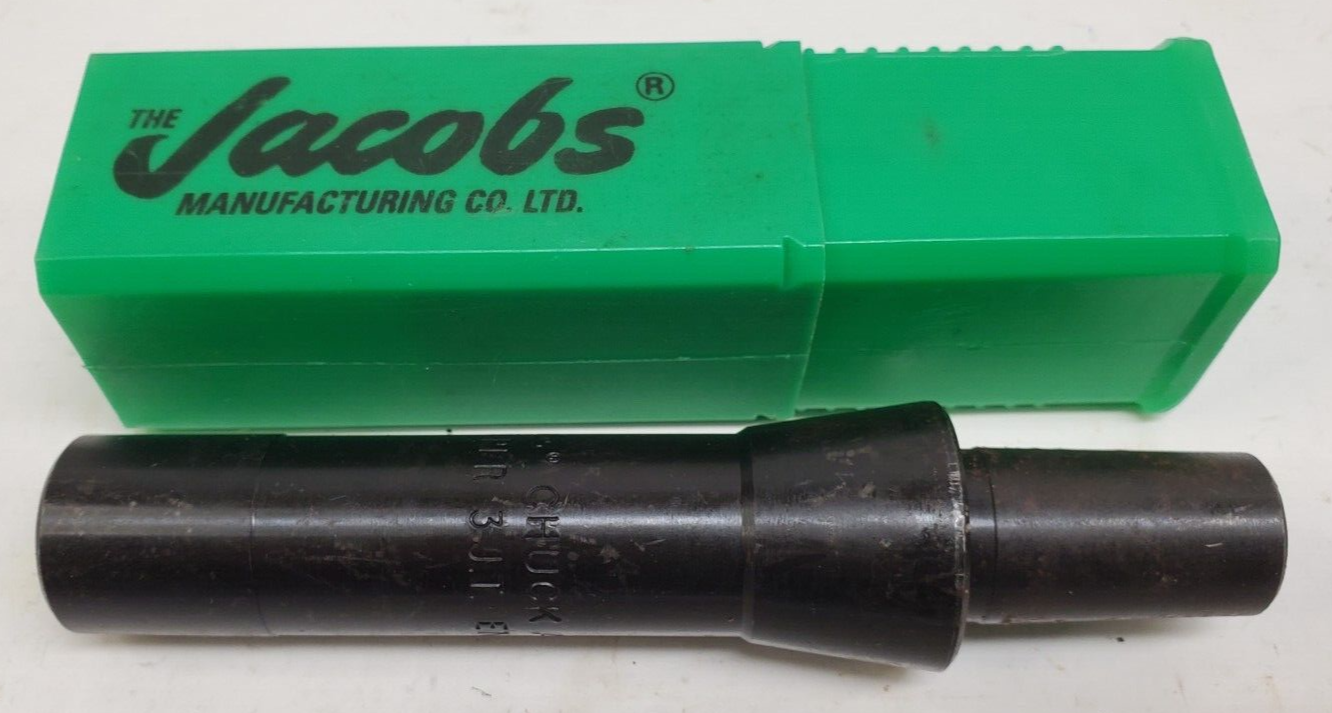 THE Jacobs ®
MANUFACTURING CO. LTD.
® CHUCK
3 J.T.